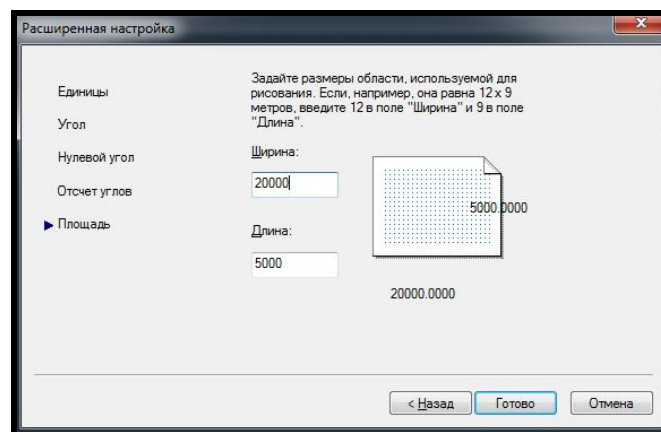 Расширенная настройка
Единицы
Угол
Нулевой угол
Отсчет углов
Площадь
Задайте размеры области, используемой для
рисования. Если, например, она равна 12 x 9
метров, введите 12 в поле "Ширина" и 9 в поле
"Длина".
Ширина:
20000
Длина:
5000
5000.0000
20000.0000
< Назад
Готово
Отмена